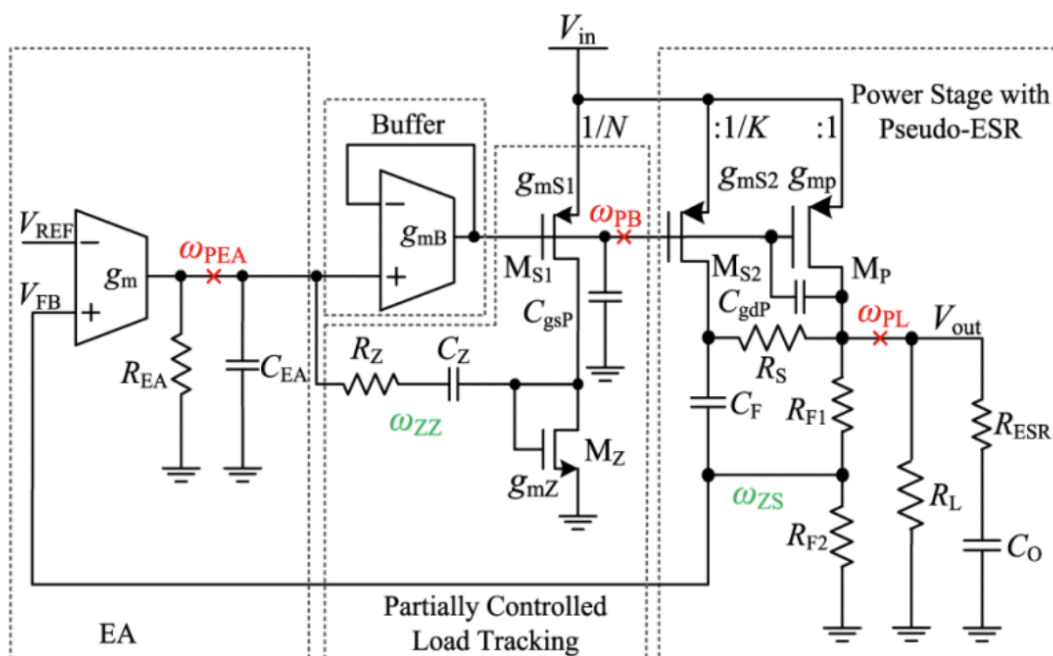 V_in
Power Stage with
Pseudo-ESR
1/N
:1/K
:1
Buffer
g_mS1
g_mS2
g_mp
ω_PB
V_REF
−
g_m
ω_PEA
−
g_mB
+
M_S1
M_S2
M_P
V_FB
+
C_gsP
C_gdP
ω_PL
V_out
R_EA
C_EA
R_Z
C_Z
R_S
ω_ZZ
C_F
R_F1
R_ESR
M_Z
g_mZ
ω_ZS
R_L
R_F2
C_O
Partially Controlled
Load Tracking
EA